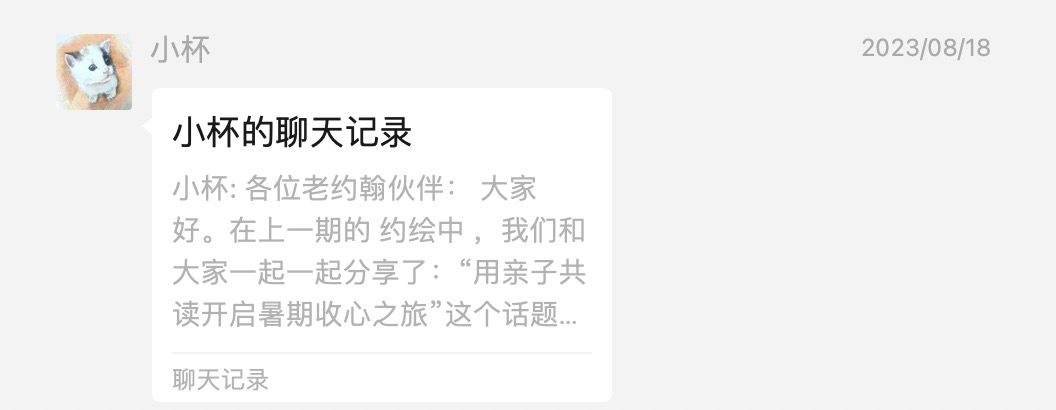 小杯
2023/08/18
小杯的聊天记录
小杯: 各位老约翰伙伴： 大家
好。在上一期的 约绘中 ，我们和
大家一起一起分享了：“用亲子共
读开启暑期收心之旅”这个话题...
聊天记录